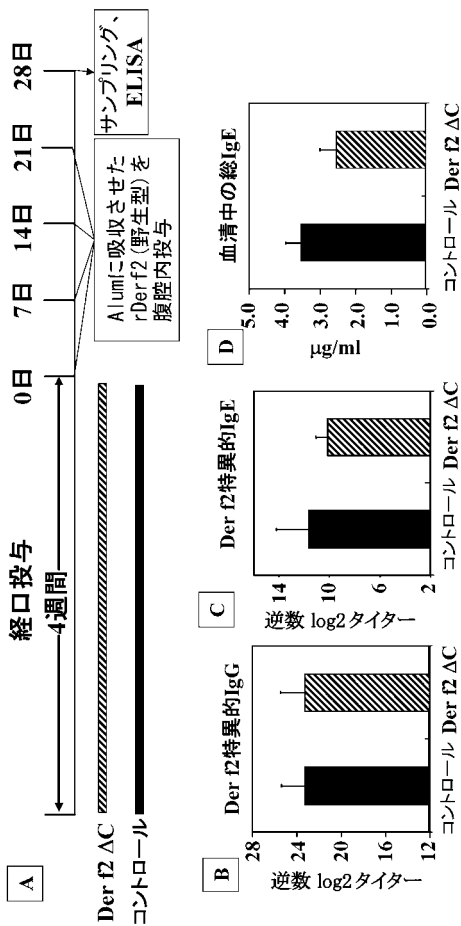 A
経口投与
4週間
0日
7日
14日
21日
28日
Der f2 ΔC
コントロール
Alumに吸収させた
rDerf2(野生型)を
腹腔内投与
サンプリング、
ELISA
B
Der f2特異的IgG
逆数 log2タイター
28
24
20
16
12
コントロール Der f2 ΔC
C
Der f2特異的IgE
逆数 log2タイター
14
10
6
2
コントロール Der f2 ΔC
D
血清中の総IgE
μg/ml
5.0
4.0
3.0
2.0
1.0
0.0
コントロール Der f2 ΔC